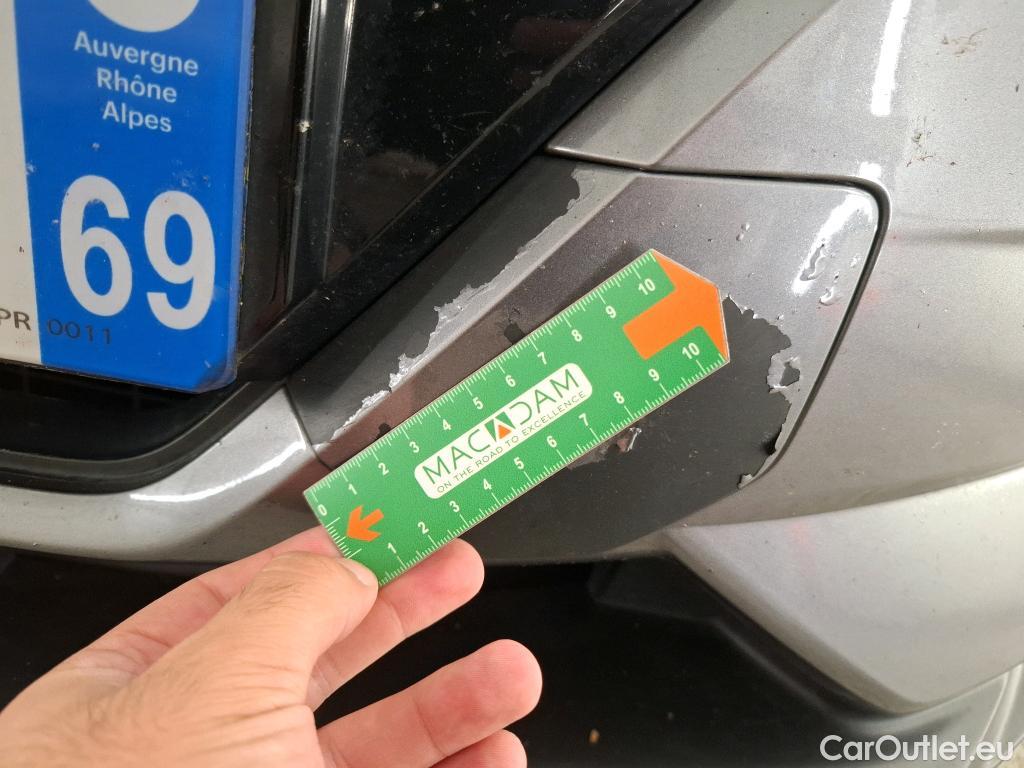 Auvergne
Rhône
Alpes
69
PR 0011
0 1 2 3 4 5 6 7 8 9 10
MACADAM
ON THE ROAD TO EXCELLENCE
1 2 3 4 5 6 7 8 9 10
CarOutlet.eu